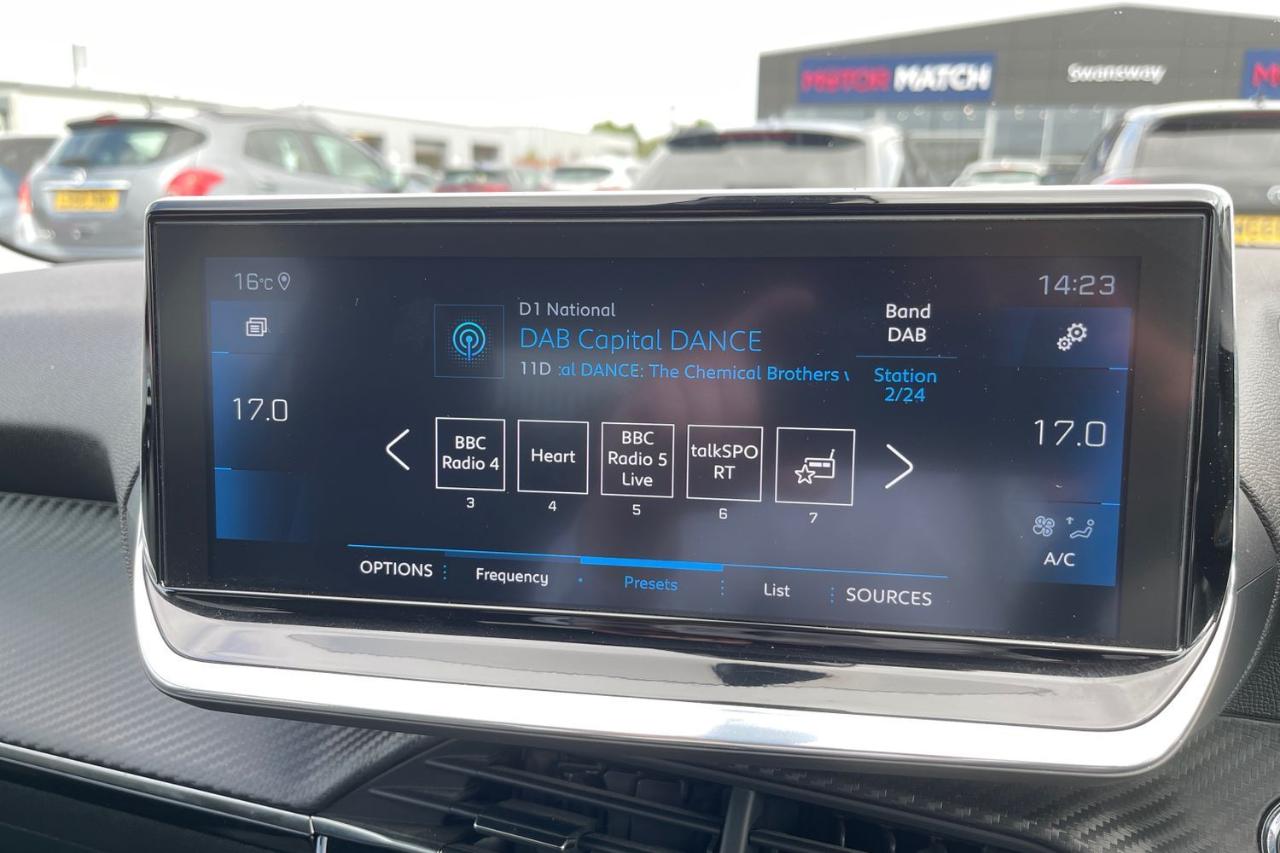 MOTOR MATCH
Swansway
16°C
14:23
D1 National
DAB Capital DANCE
11D :al DANCE: The Chemical Brothers
Band
DAB
Station
2/24
17.0
17.0
BBC
Radio 4
3
Heart
4
BBC
Radio 5
Live
5
talkSPO
RT
6
7
A/C
OPTIONS
Frequency
Presets
List
SOURCES